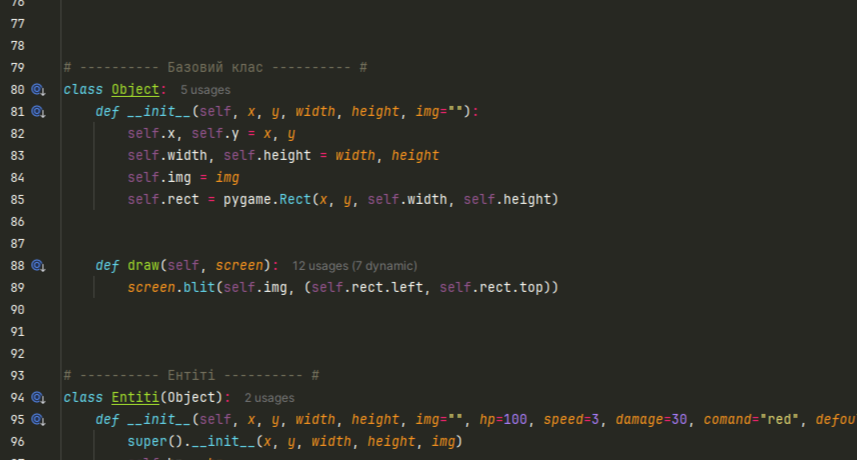 76
77
78
79 # ---------- Базовий клас ---------- #
80 class Object: 5 usages
81 def __init__(self, x, y, width, height, img=""):
82 self.x, self.y = x, y
83 self.width, self.height = width, height
84 self.img = img
85 self.rect = pygame.Rect(x, y, self.width, self.height)
86
87
88 def draw(self, screen): 12 usages (7 dynamic)
89 screen.blit(self.img, (self.rect.left, self.rect.top))
90
91
92
93 # ---------- Ентіті ---------- #
94 class Entiti(Object): 2 usages
95 def __init__(self, x, y, width, height, img="", hp=100, speed=3, damage=30, comand="red", defou
96 super().__init__(x, y, width, height, img)